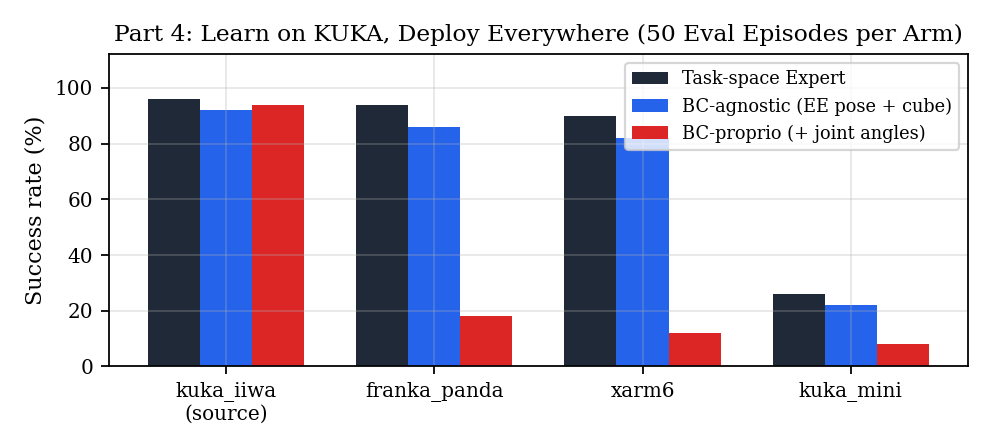 Part 4: Learn on KUKA, Deploy Everywhere (50 Eval Episodes per Arm)
Success rate (%)
100
80
60
40
20
0
Task-space Expert
BC-agnostic (EE pose + cube)
BC-proprio (+ joint angles)
kuka_iiwa
(source)
franka_panda
xarm6
kuka_mini